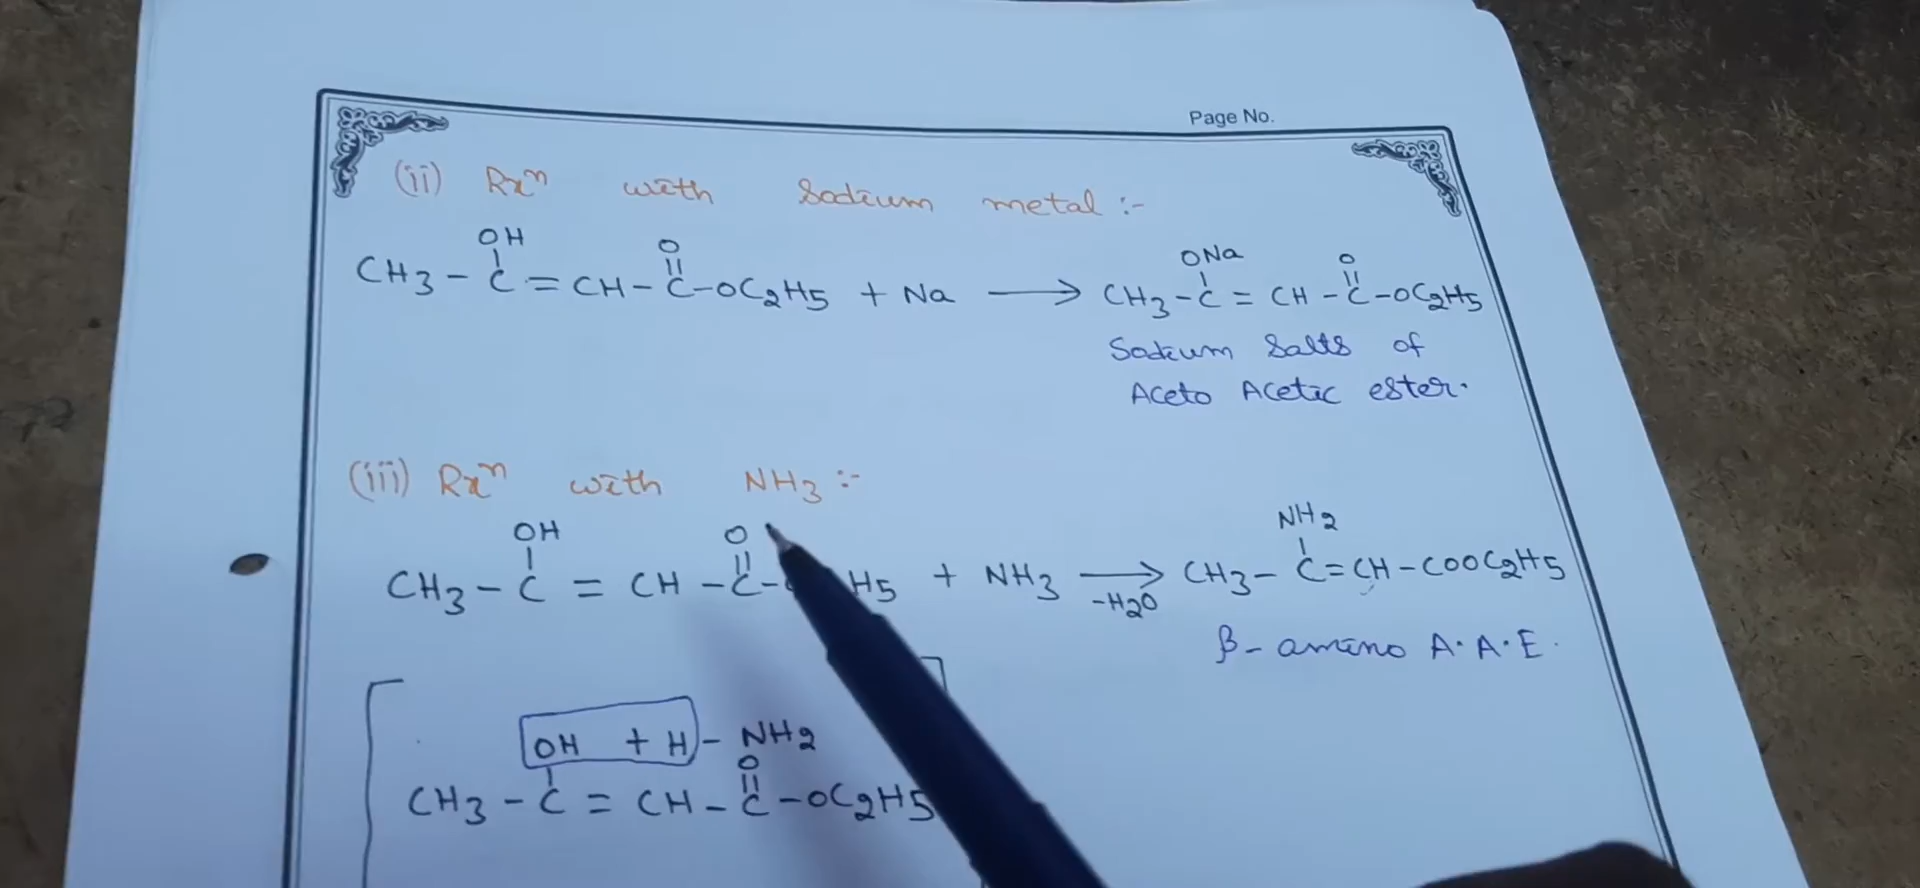 Page No.
(ii) Rxⁿ with Sodium metal :-
OH O
CH3 - C = CH - C - OC2H5 + Na ⟶ CH3 - C = CH - C - OC2H5
ONa O
Sodium Salts of
Aceto Acetic ester.
(iii) Rxⁿ with NH3 :-
OH O NH2
CH3 - C = CH - C - H5 + NH3 ⟶ CH3 - C = CH - COOC2H5
-H2O
β - amino A.A.E.
OH + H - NH2
O
CH3 - C = CH - C - OC2H5